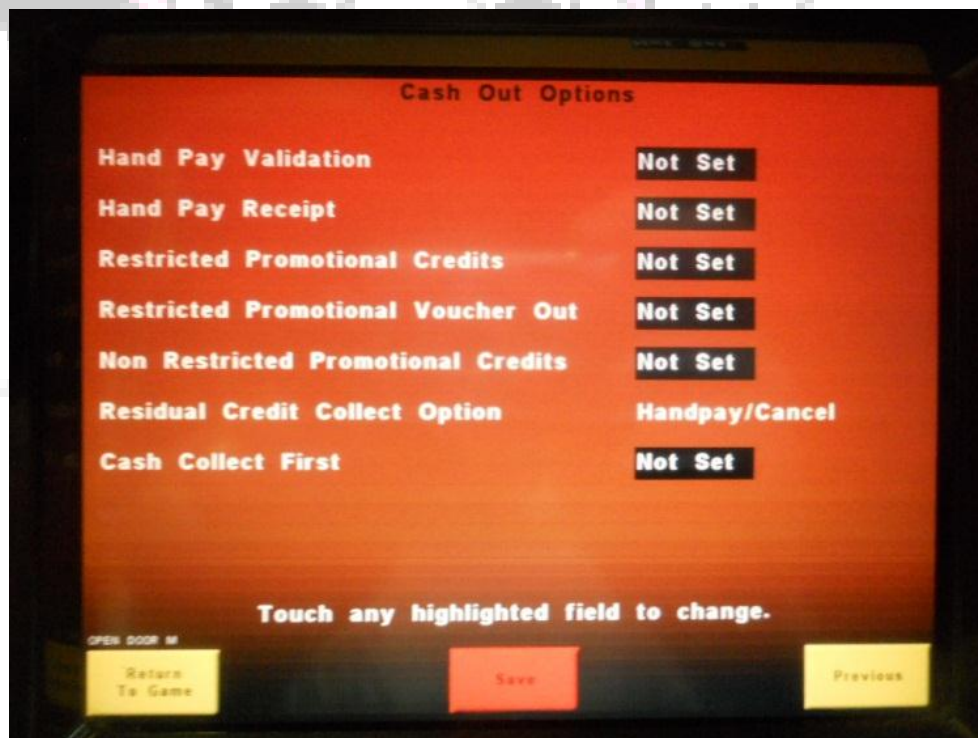 Cash Out Options
Hand Pay Validation Not Set
Hand Pay Receipt Not Set
Restricted Promotional Credits Not Set
Restricted Promotional Voucher Out Not Set
Non Restricted Promotional Credits Not Set
Residual Credit Collect Option Handpay/Cancel
Cash Collect First Not Set
Touch any highlighted field to change.
OPEN DOOR
Return To Game Save Previous